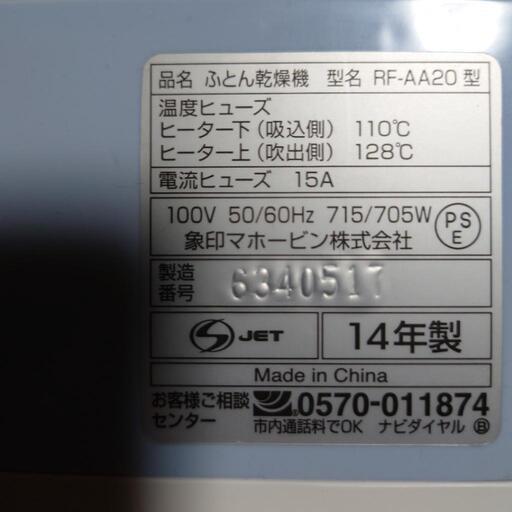 品名 ふとん乾燥機 型名 RF-AA20 型
温度ヒューズ
ヒーター下(吸込側) 110℃
ヒーター上(吹出側) 128℃
電流ヒューズ 15A
100V 50/60Hz 715/705W
PS
E
象印マホービン株式会社
製造
番号
6340517
S JET
14年製
Made in China
お客様ご相談
センター
0570-011874
市内通話料でOK ナビダイヤル Ⓑ